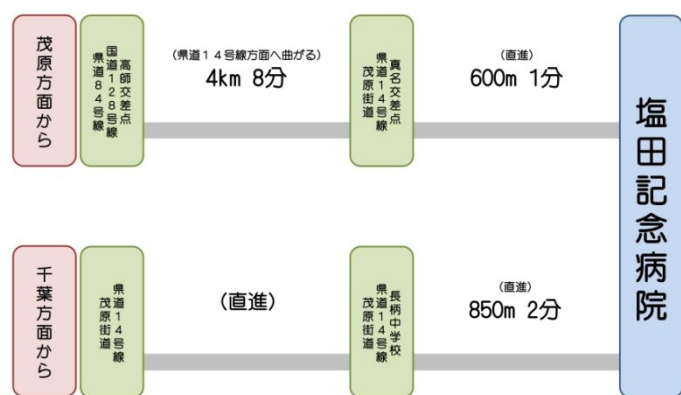 茂原方面から
高師交差点
国道128号線
県道84号線
(県道14号線方面へ曲がる)
4km 8分
真名交差点
県道14号線
茂原街道
(直進)
600m 1分
塩田記念病院
千葉方面から
県道14号線
茂原街道
(直進)
長柄中学校
県道14号線
茂原街道
(直進)
850m 2分